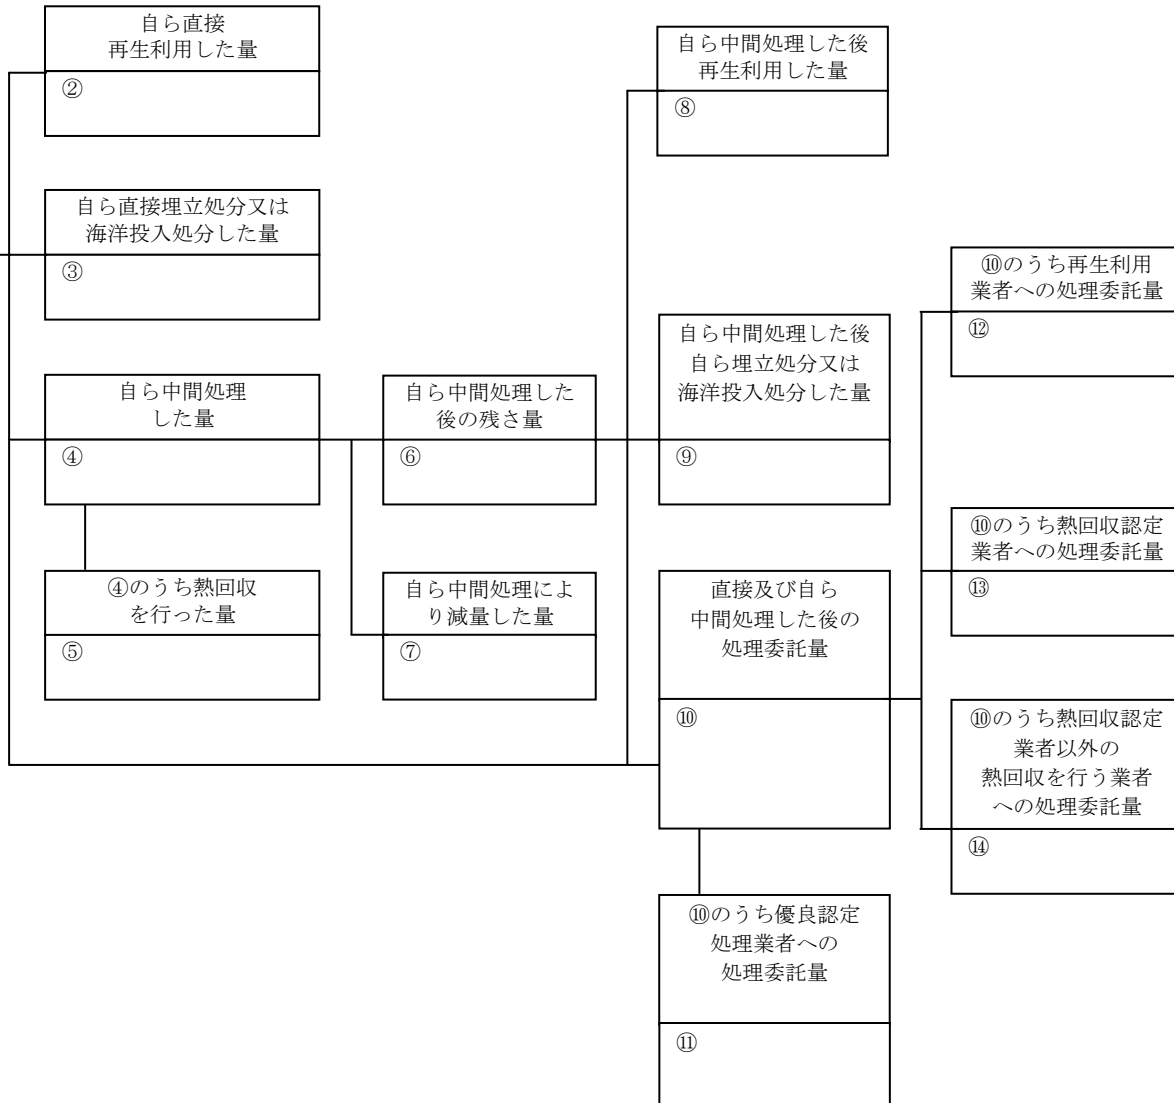 自ら直接
再生利用した量
②
自ら中間処理した後
再生利用した量
⑧
自ら直接埋立処分又は
海洋投入処分した量
③
⑩のうち再生利用
業者への処理委託量
⑫
自ら中間処理した後
自ら埋立処分又は
海洋投入処分した量
⑨
自ら中間処理
した量
④
自ら中間処理した
後の残さ量
⑥
⑩のうち熱回収認定
業者への処理委託量
⑬
④のうち熱回収
を行った量
⑤
自ら中間処理によ
り減量した量
⑦
直接及び自ら
中間処理した後の
処理委託量
⑩
⑩のうち熱回収認定
業者以外の
熱回収を行う業者
への処理委託量
⑭
⑩のうち優良認定
処理業者への
処理委託量
⑪